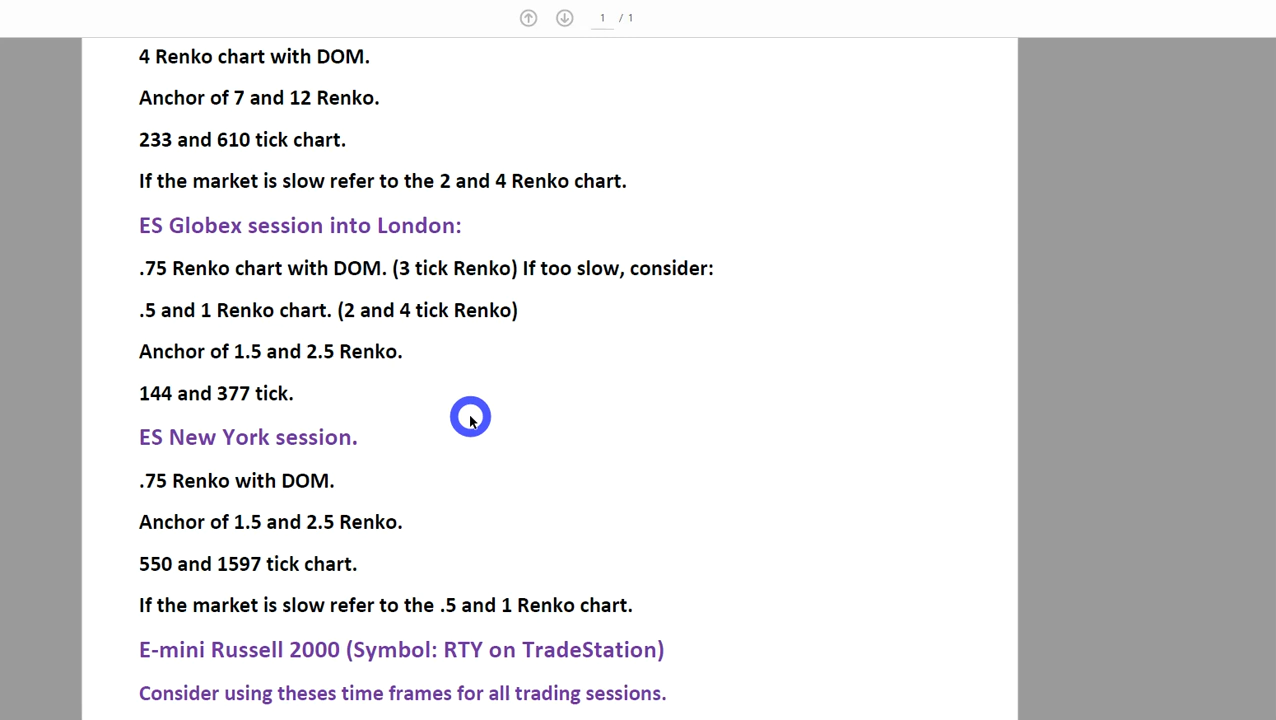 1 / 1
4 Renko chart with DOM.
Anchor of 7 and 12 Renko.
233 and 610 tick chart.
If the market is slow refer to the 2 and 4 Renko chart.
ES Globex session into London:
.75 Renko chart with DOM. (3 tick Renko) If too slow, consider:
.5 and 1 Renko chart. (2 and 4 tick Renko)
Anchor of 1.5 and 2.5 Renko.
144 and 377 tick.
ES New York session.
.75 Renko with DOM.
Anchor of 1.5 and 2.5 Renko.
550 and 1597 tick chart.
If the market is slow refer to the .5 and 1 Renko chart.
E-mini Russell 2000 (Symbol: RTY on TradeStation)
Consider using theses time frames for all trading sessions.